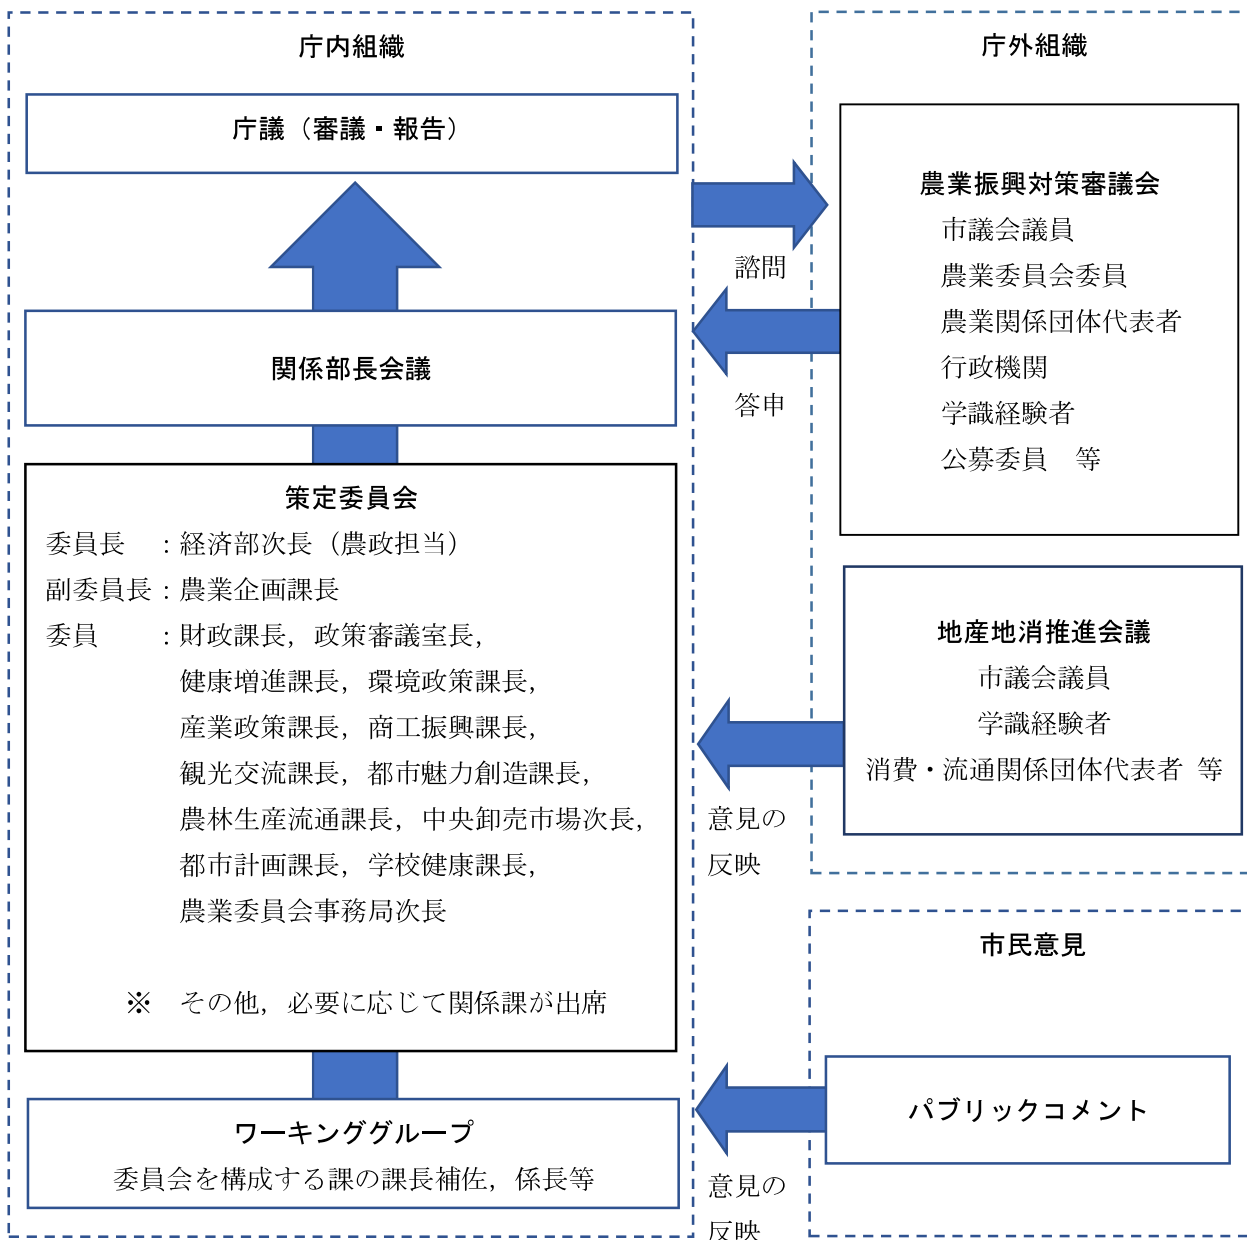 庁内組織
庁議（審議・報告）
関係部長会議
策定委員会
委員長　：経済部次長（農政担当）
副委員長：農業企画課長
委員　　：財政課長，政策審議室長，
健康増進課長，環境政策課長，
産業政策課長，商工振興課長，
観光交流課長，都市魅力創造課長，
農林生産流通課長，中央卸売市場次長，
都市計画課長，学校健康課長，
農業委員会事務局次長
※　その他，必要に応じて関係課が出席
ワーキンググループ
委員会を構成する課の課長補佐，係長等
諮問
答申
意見の
反映
意見の
反映
庁外組織
農業振興対策審議会
市議会議員
農業委員会委員
農業関係団体代表者
行政機関
学識経験者
公募委員　等
地産地消推進会議
市議会議員
学識経験者
消費・流通関係団体代表者 等
市民意見
パブリックコメント